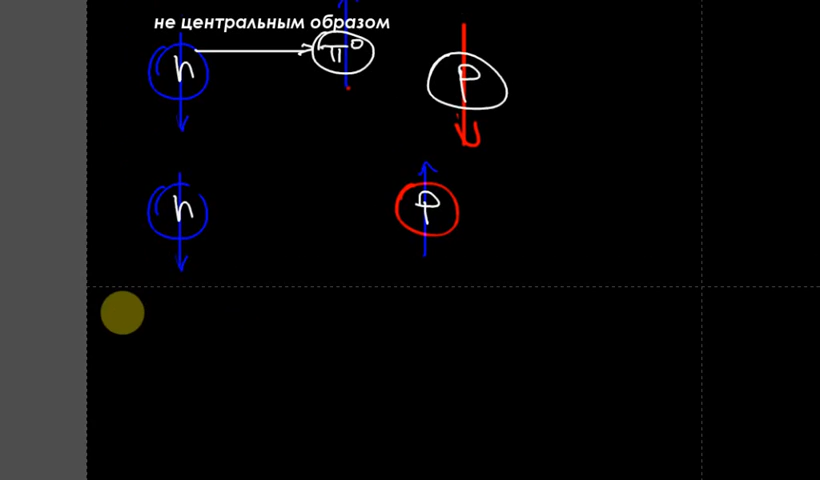 не центральным образом
n π⁰ p
n p